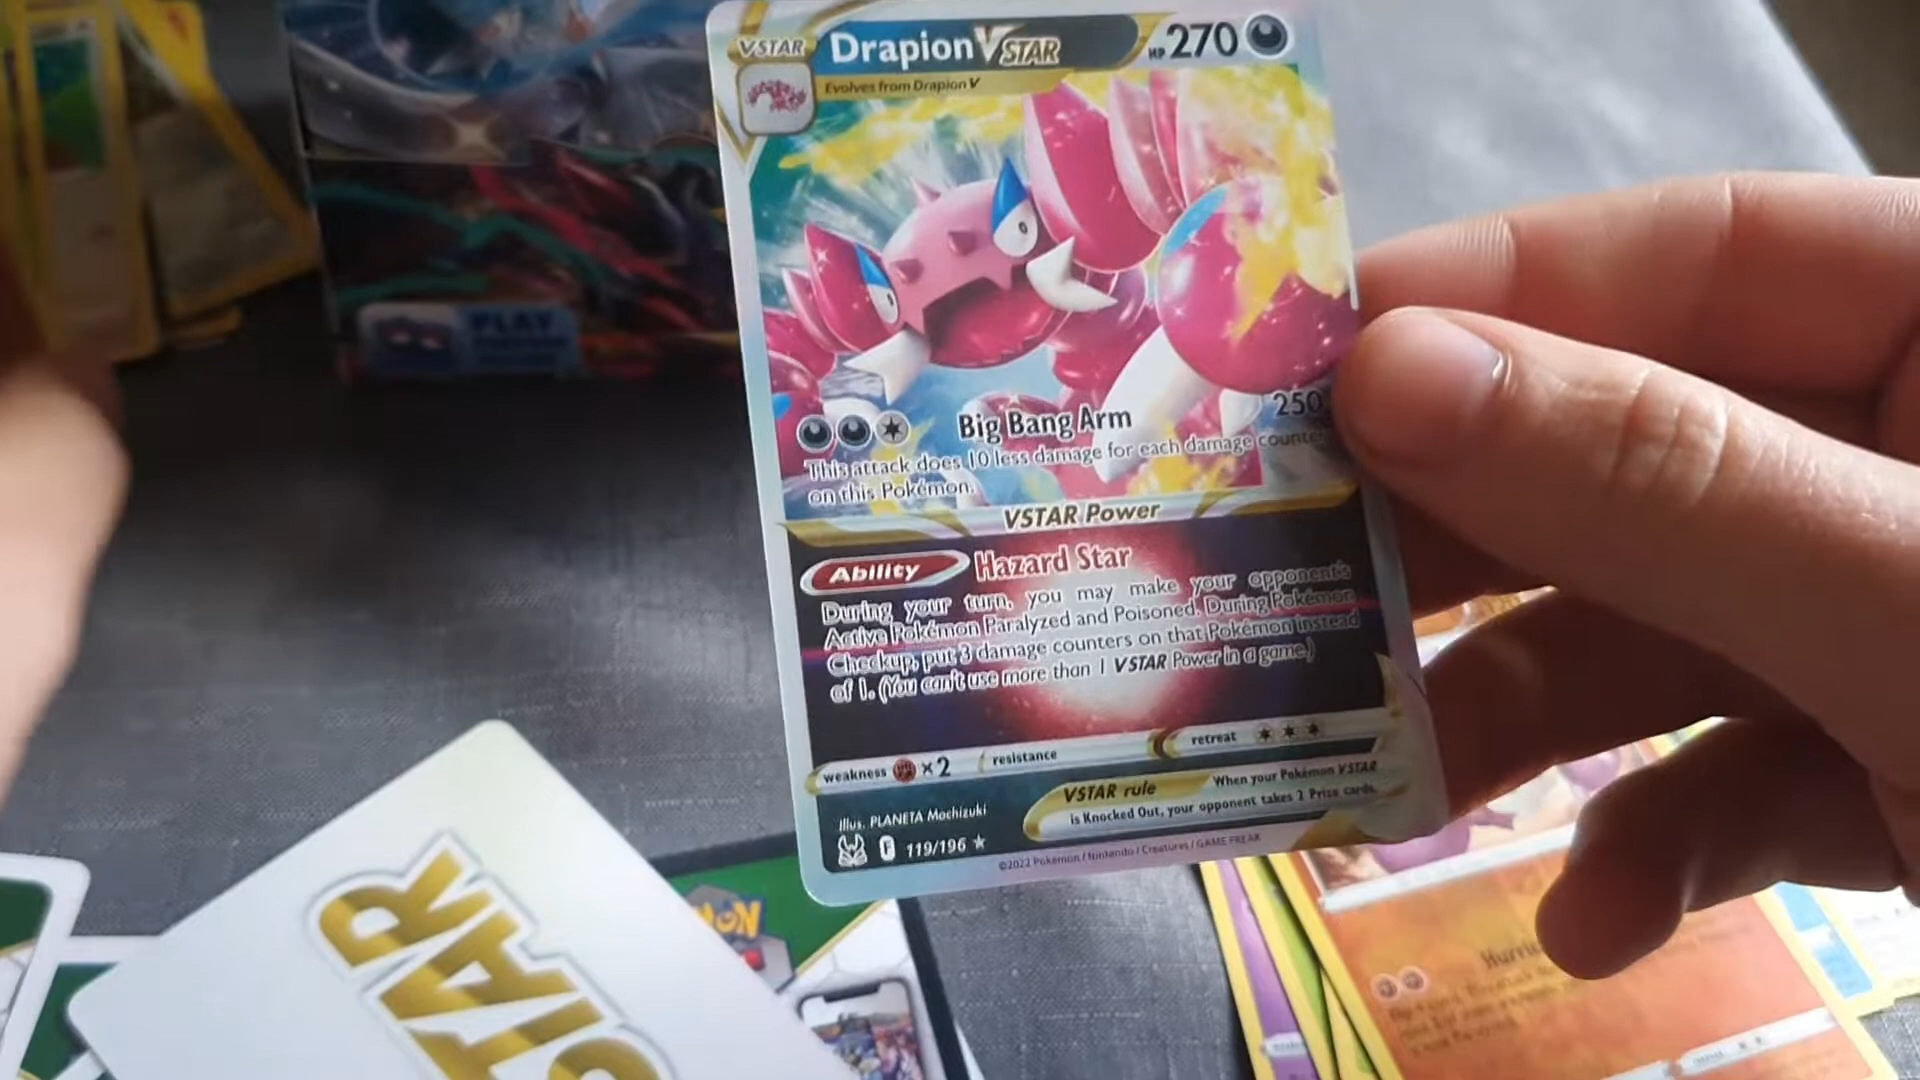 VSTAR
Drapion VSTAR
HP 270
Evolves from Drapion V
Big Bang Arm
250
This attack does 10 less damage for each damage counter
on this Pokémon.
VSTAR Power
Ability
Hazard Star
During your turn, you may make your opponent's
Active Pokémon Paralyzed and Poisoned. During Pokémon
Checkup, put 3 damage counters on that Pokémon instead
of 1. (You can't use more than 1 VSTAR Power in a game.)
weakness ×2
resistance
retreat
VSTAR rule
When your Pokémon VSTAR
is Knocked Out, your opponent takes 2 Prize cards.
Illus. PLANETA Mochizuki
F 119/196
©2022 Pokémon / Nintendo / Creatures / GAME FREAK
PLAY
STAR